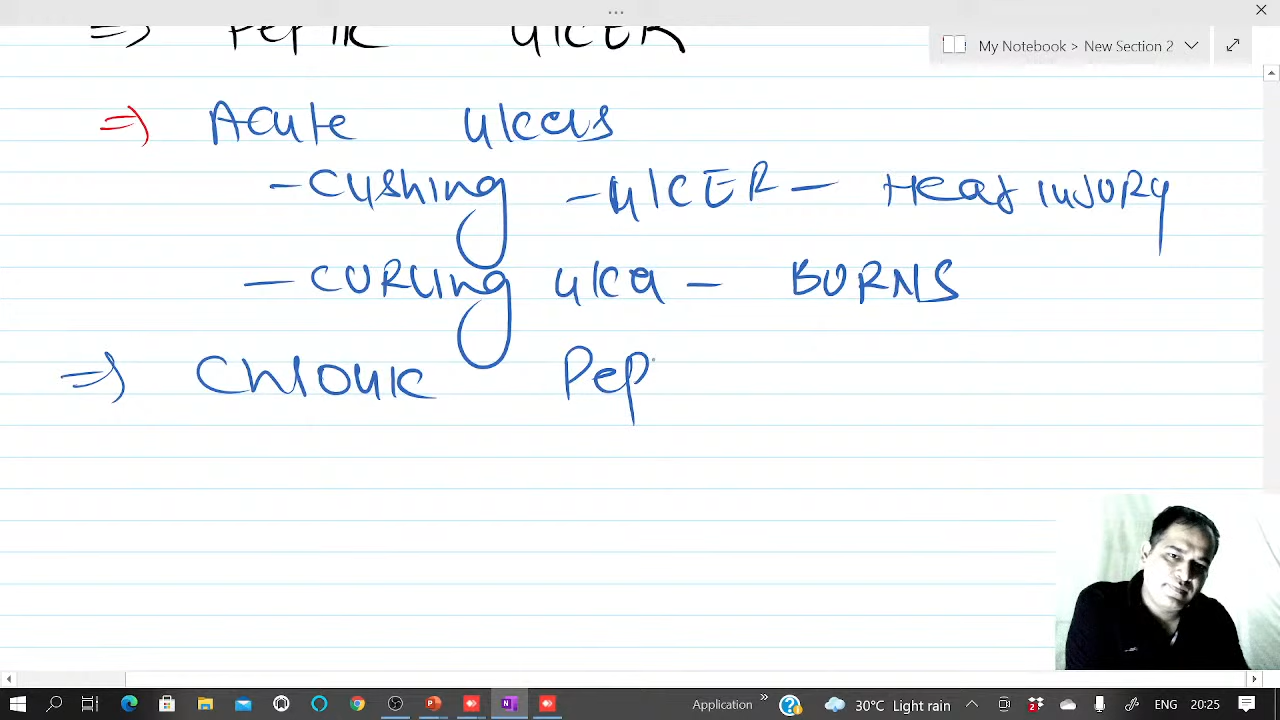 ...
⇒ Peptic ULCER
My Notebook > New Section 2
⇒ Acute ulcers
- Cushing - ULCER - Head INJURY
- CURLING ulcer - BURNS
⇒ Chronic Pep
Application » 30°C Light rain ENG 20:25